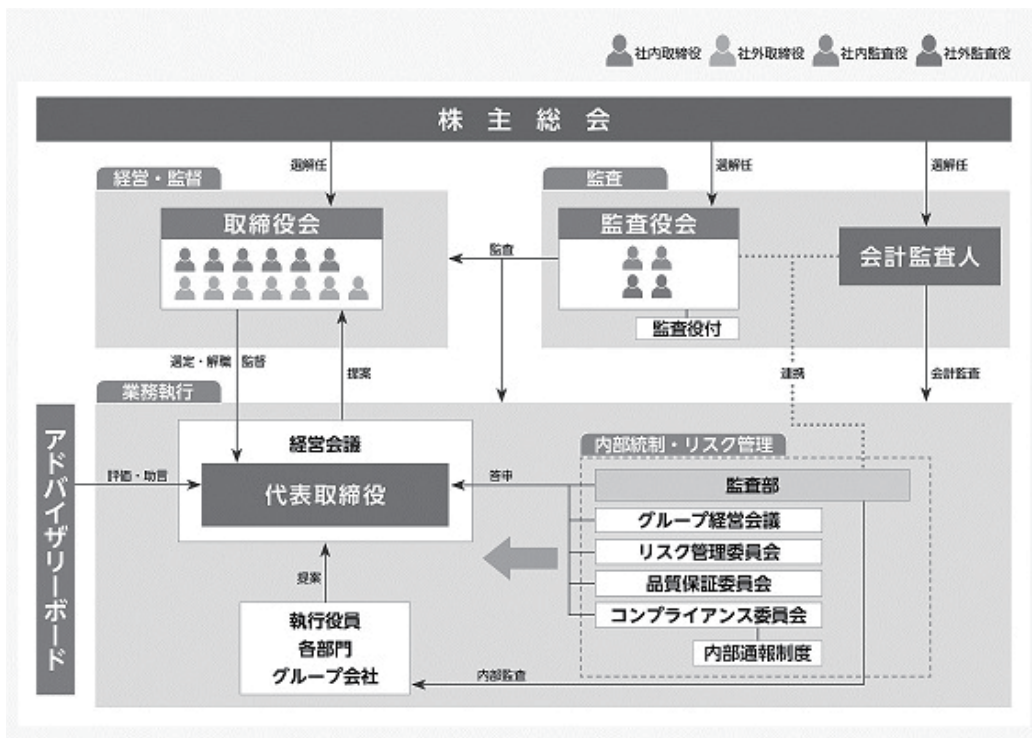 社内取締役 社外取締役 社内監査役 社外監査役
株主総会
選解任 選解任 選解任
経営・監督 監査
取締役会 監査役会
会計監査人
監査
監査役付
選定・解職 監督 提案 連携 会計監査
業務執行
アドバイザリーボード
経営会議
代表取締役
評価・助言
答申
内部統制・リスク管理
監査部
グループ経営会議
リスク管理委員会
品質保証委員会
コンプライアンス委員会
内部通報制度
提案
執行役員
各部門
グループ会社
内部監査